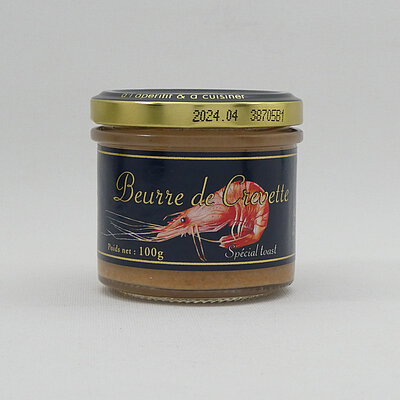 d'apéritif & à cuisiner
2024.04 3870581
Beurre de Crevette
Poids net : 100g
Spécial toast